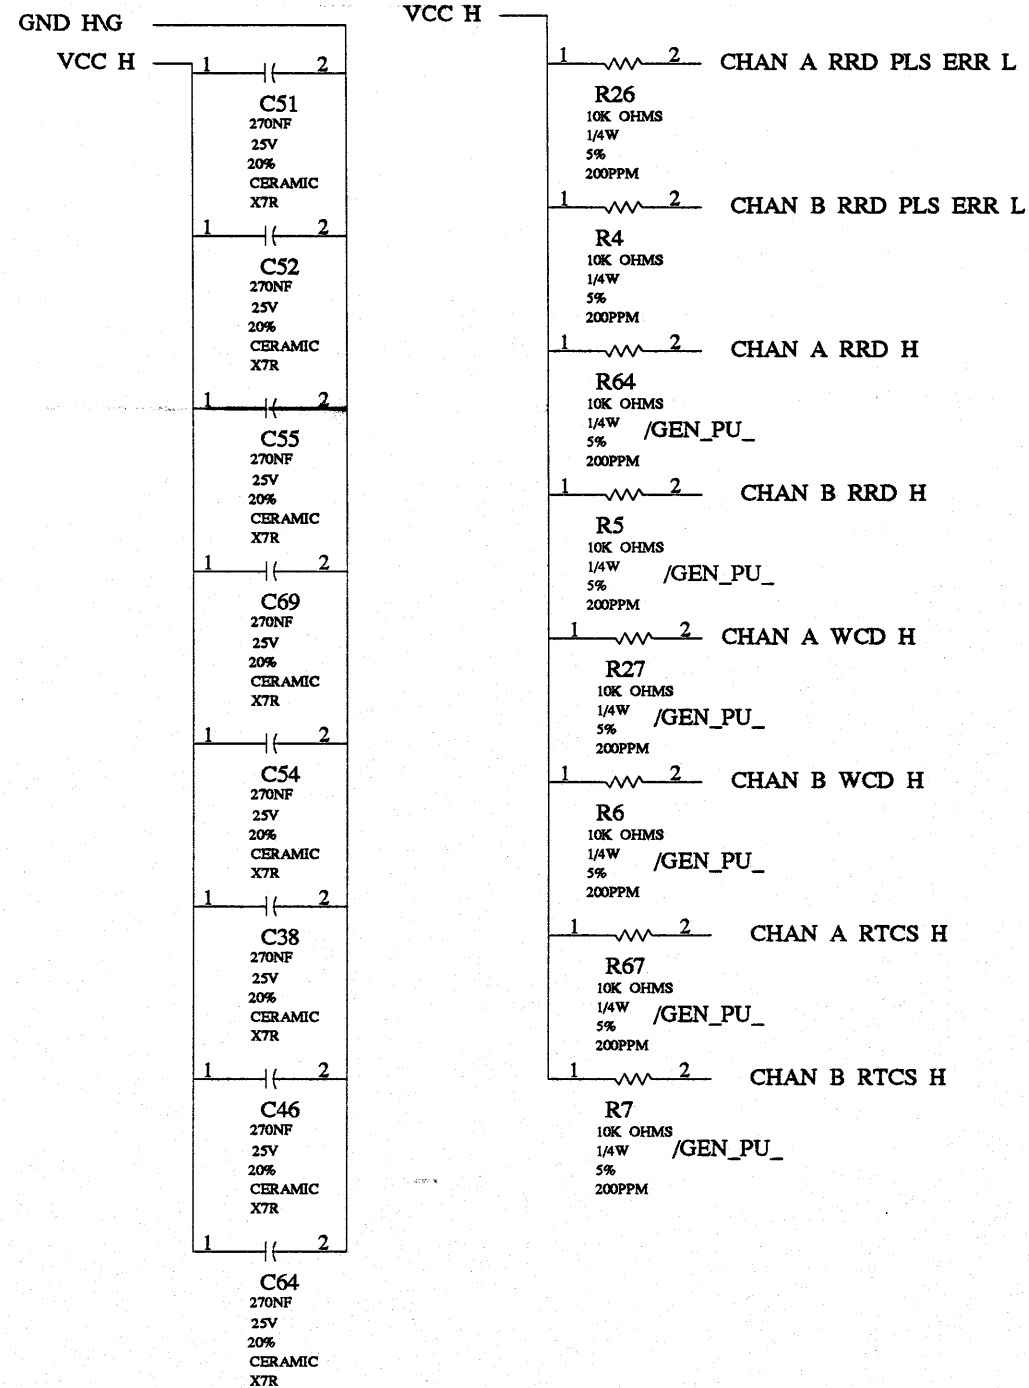 GND H\G
VCC H
1 2
C51
270NF
25V
20%
CERAMIC
X7R
1 2
C52
270NF
25V
20%
CERAMIC
X7R
1 2
C55
270NF
25V
20%
CERAMIC
X7R
1 2
C69
270NF
25V
20%
CERAMIC
X7R
1 2
C54
270NF
25V
20%
CERAMIC
X7R
1 2
C38
270NF
25V
20%
CERAMIC
X7R
1 2
C46
270NF
25V
20%
CERAMIC
X7R
1 2
C64
270NF
25V
20%
CERAMIC
X7R
VCC H
1 2 CHAN A RRD PLS ERR L
R26
10K OHMS
1/4W
5%
200PPM
1 2 CHAN B RRD PLS ERR L
R4
10K OHMS
1/4W
5%
200PPM
1 2 CHAN A RRD H
R64
10K OHMS
1/4W /GEN_PU_
5%
200PPM
1 2 CHAN B RRD H
R5
10K OHMS
1/4W /GEN_PU_
5%
200PPM
1 2 CHAN A WCD H
R27
10K OHMS
1/4W /GEN_PU_
5%
200PPM
1 2 CHAN B WCD H
R6
10K OHMS
1/4W /GEN_PU_
5%
200PPM
1 2 CHAN A RTCS H
R67
10K OHMS
1/4W /GEN_PU_
5%
200PPM
1 2 CHAN B RTCS H
R7
10K OHMS
1/4W /GEN_PU_
5%
200PPM